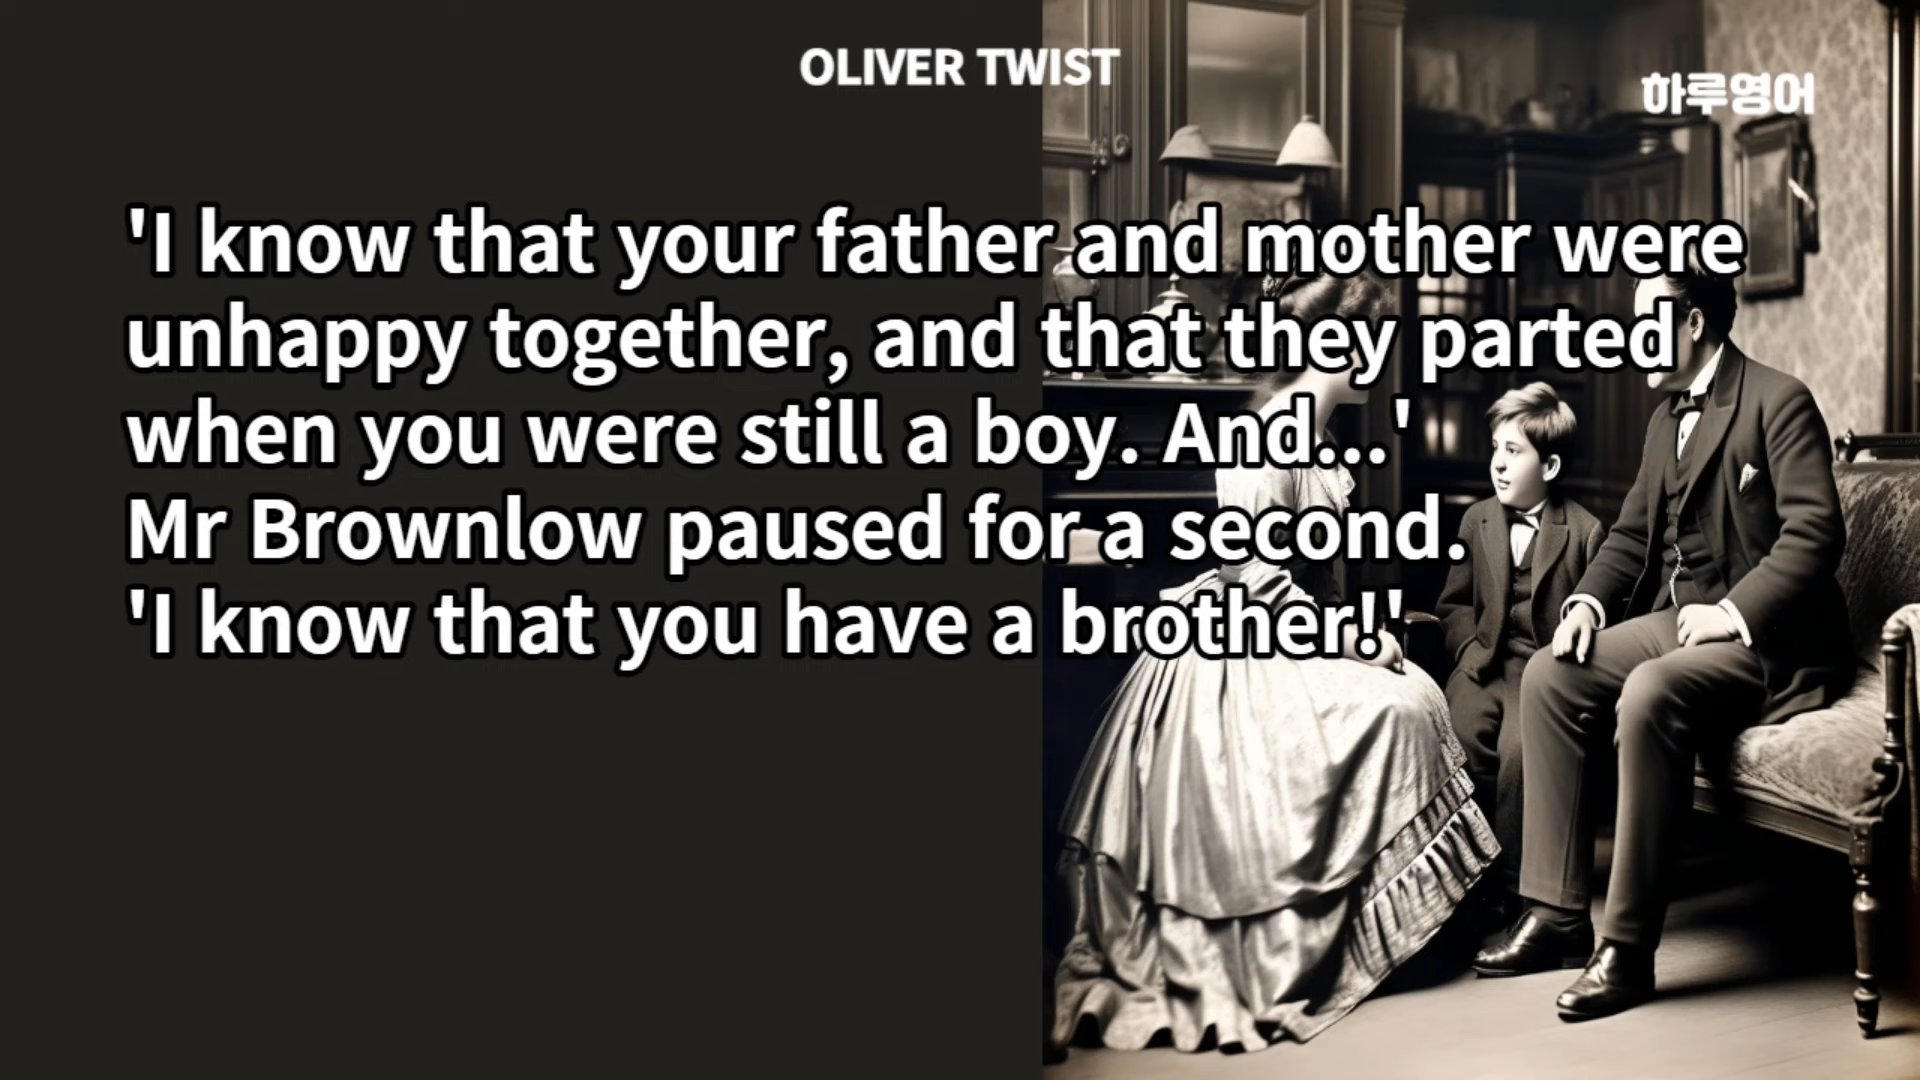 OLIVER TWIST
하루영어
'I know that your father and mother were
unhappy together, and that they parted
when you were still a boy. And...'
Mr Brownlow paused for a second.
'I know that you have a brother!'